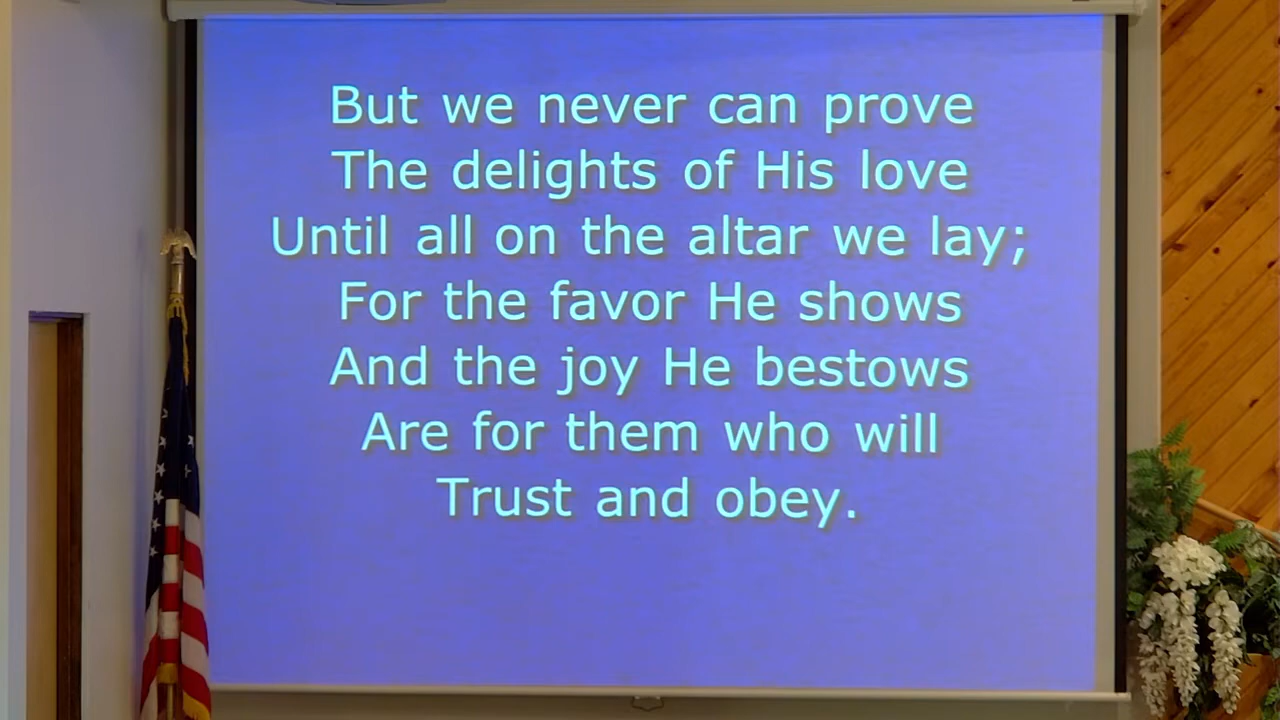 But we never can prove
The delights of His love
Until all on the altar we lay;
For the favor He shows
And the joy He bestows
Are for them who will
Trust and obey.